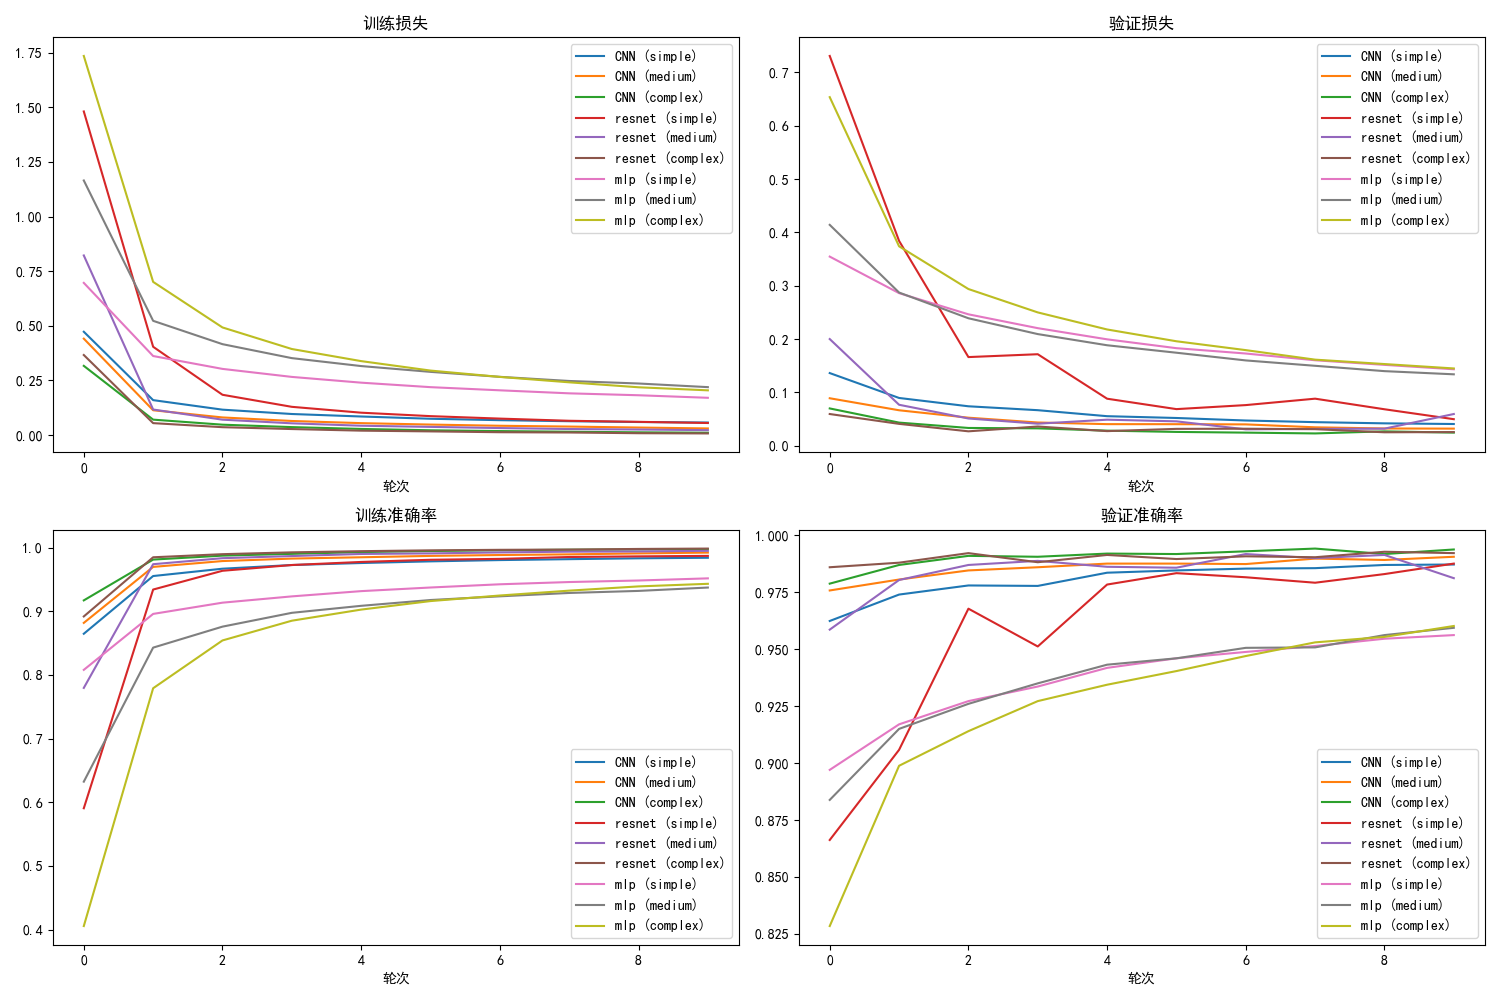 训练损失
1.75
1.50
1.25
1.00
0.75
0.50
0.25
0.00
0 2 4 6 8
轮次
CNN (simple)
CNN (medium)
CNN (complex)
resnet (simple)
resnet (medium)
resnet (complex)
mlp (simple)
mlp (medium)
mlp (complex)
验证损失
0.7
0.6
0.5
0.4
0.3
0.2
0.1
0.0
0 2 4 6 8
轮次
CNN (simple)
CNN (medium)
CNN (complex)
resnet (simple)
resnet (medium)
resnet (complex)
mlp (simple)
mlp (medium)
mlp (complex)
训练准确率
1.0
0.9
0.8
0.7
0.6
0.5
0.4
0 2 4 6 8
轮次
CNN (simple)
CNN (medium)
CNN (complex)
resnet (simple)
resnet (medium)
resnet (complex)
mlp (simple)
mlp (medium)
mlp (complex)
验证准确率
1.000
0.975
0.950
0.925
0.900
0.875
0.850
0.825
0 2 4 6 8
轮次
CNN (simple)
CNN (medium)
CNN (complex)
resnet (simple)
resnet (medium)
resnet (complex)
mlp (simple)
mlp (medium)
mlp (complex)